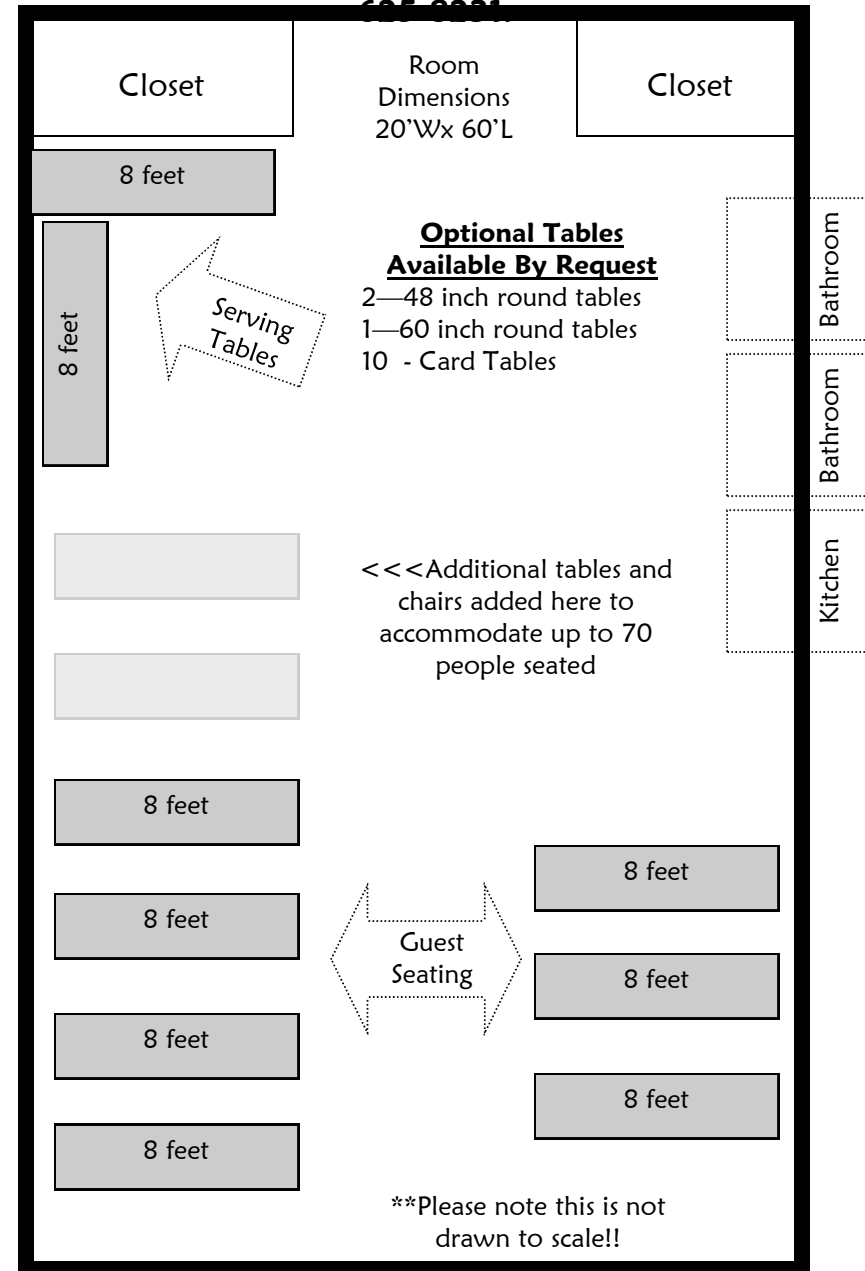 Closet
Room
Dimensions
20'Wx 60'L
Closet
8 feet
8 feet
Serving
Tables
Optional Tables
Available By Request
2—48 inch round tables
1—60 inch round tables
10 - Card Tables
Bathroom
Bathroom
Kitchen
<<<Additional tables and
chairs added here to
accommodate up to 70
people seated
8 feet
8 feet
8 feet
8 feet
Guest
Seating
8 feet
8 feet
8 feet
**Please note this is not
drawn to scale!!